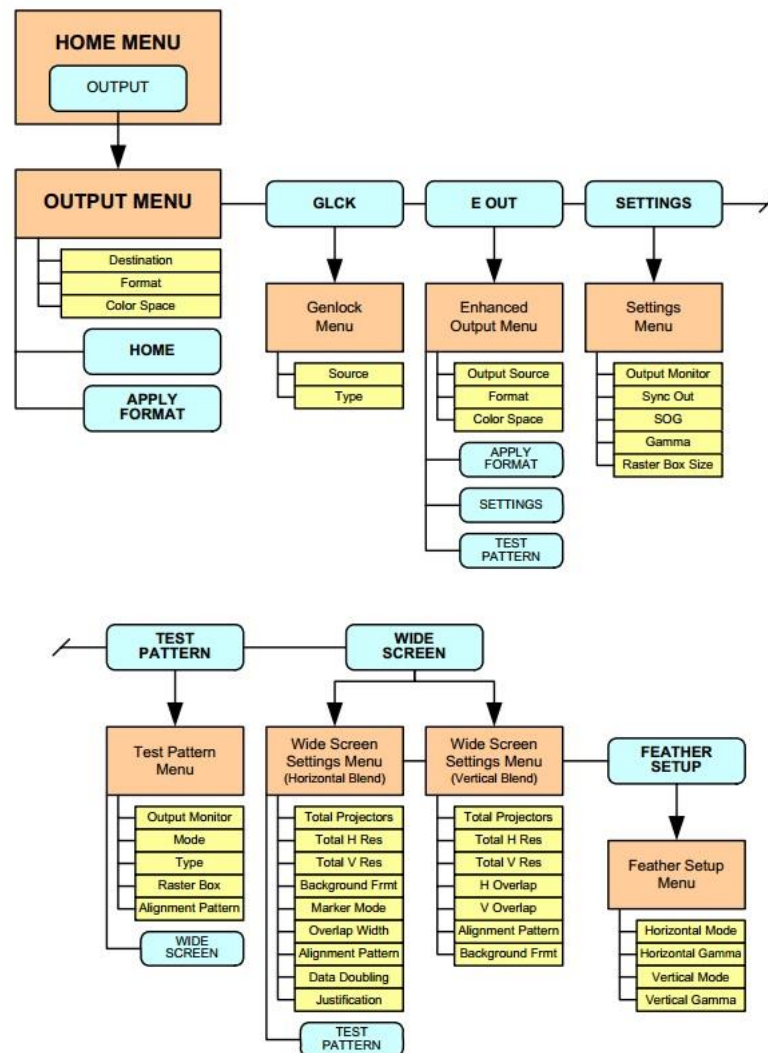 HOME MENU
OUTPUT
OUTPUT MENU
GLCK
E OUT
SETTINGS
Destination
Format
Color Space
HOME
APPLY
FORMAT
Genlock
Menu
Source
Type
Enhanced
Output Menu
Output Source
Format
Color Space
APPLY
FORMAT
SETTINGS
TEST
PATTERN
Settings
Menu
Output Monitor
Sync Out
SOG
Gamma
Raster Box Size
TEST
PATTERN
WIDE
SCREEN
Test Pattern
Menu
Output Monitor
Mode
Type
Raster Box
Alignment Pattern
WIDE
SCREEN
Wide Screen
Settings Menu
(Horizontal Blend)
Total Projectors
Total H Res
Total V Res
Background Frmt
Marker Mode
Overlap Width
Alignment Pattern
Data Doubling
Justification
TEST
PATTERN
Wide Screen
Settings Menu
(Vertical Blend)
Total Projectors
Total H Res
Total V Res
H Overlap
V Overlap
Alignment Pattern
Background Frmt
FEATHER
SETUP
Feather Setup
Menu
Horizontal Mode
Horizontal Gamma
Vertical Mode
Vertical Gamma